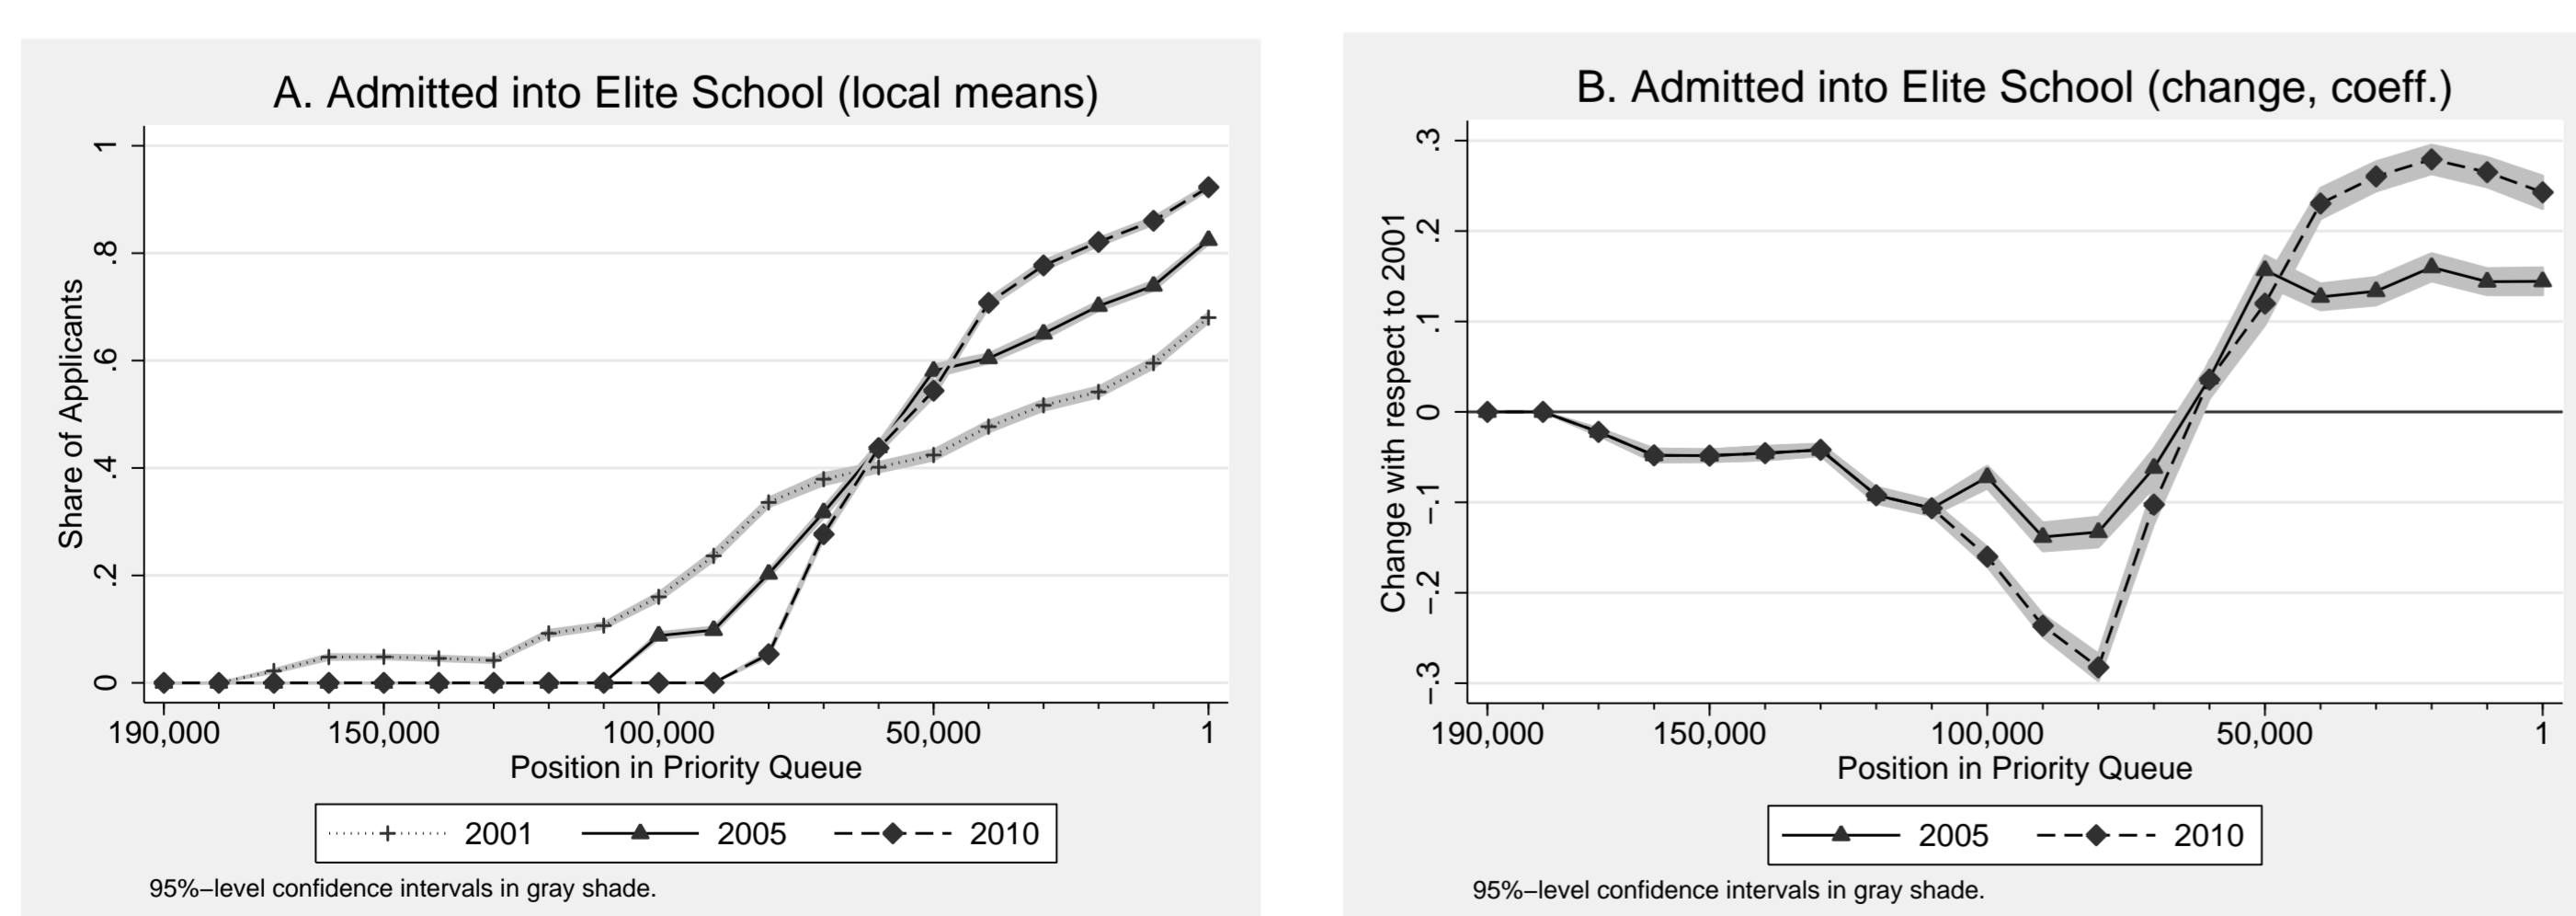 A. Admitted into Elite School (local means)
Share of Applicants
1
.8
.6
.4
.2
0
190,000 150,000 100,000 50,000 1
Position in Priority Queue
2001 2005 2010
95%−level confidence intervals in gray shade.
B. Admitted into Elite School (change, coeff.)
Change with respect to 2001
.3
.2
.1
0
−.1
−.2
−.3
190,000 150,000 100,000 50,000 1
Position in Priority Queue
2005 2010
95%−level confidence intervals in gray shade.